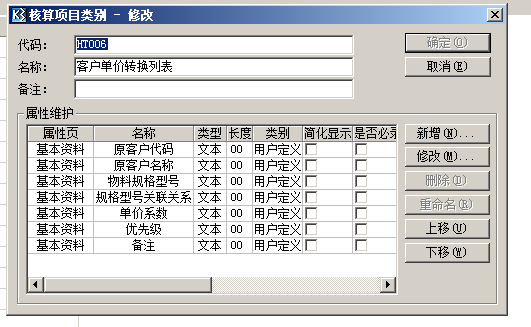 核算项目类别 - 修改
代码: HT006 确定(O)
名称: 客户单价转换列表 取消(E)
备注:
属性维护
属性页 名称 类型 长度 类别 简化显示 是否必录
基本资料 原客户代码 文本 00 用户定义
基本资料 原客户名称 文本 00 用户定义
基本资料 物料规格型号 文本 00 用户定义
基本资料 规格型号关联关系 文本 00 用户定义
基本资料 单价系数 文本 00 用户定义
基本资料 优先级 文本 00 用户定义
基本资料 备注 文本 00 用户定义
新增(N)...
修改(M)...
删除(D)
重命名(R)
上移(U)
下移(W)